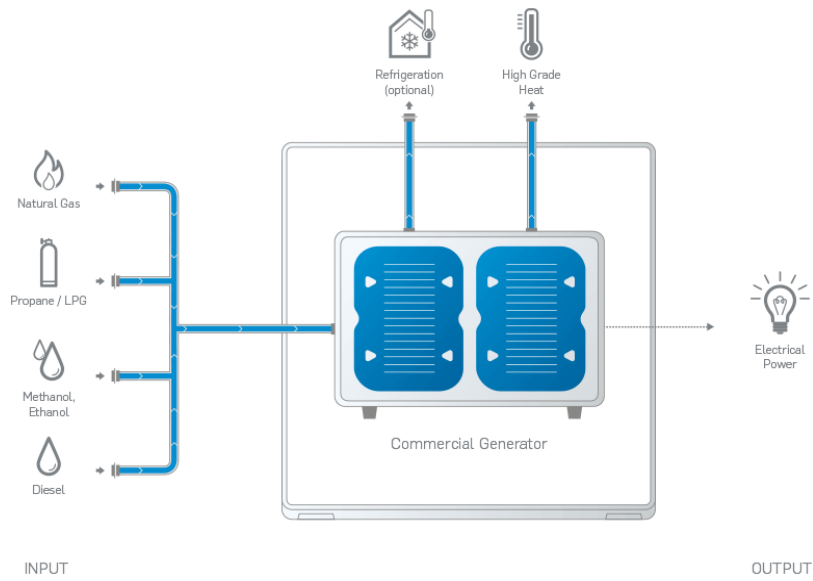 Refrigeration
(optional)
High Grade
Heat
Natural Gas
Propane / LPG
Methanol,
Ethanol
Diesel
Commercial Generator
Electrical
Power
INPUT
OUTPUT